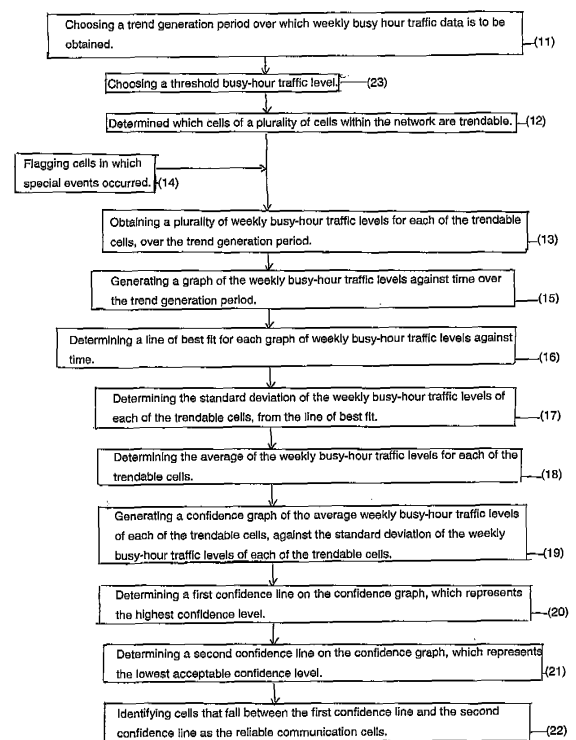 Choosing a trend generation period over which weekly busy hour traffic data is to be
obtained.
(11)
Choosing a threshold busy-hour traffic level.
(23)
Determined which cells of a plurality of cells within the network are trendable.
(12)
Flagging cells in which
special events occurred.
(14)
Obtaining a plurality of weekly busy-hour traffic levels for each of the trendable
cells, over the trend generation period.
(13)
Generating a graph of the weekly busy-hour traffic levels against time over
the trend generation period.
(15)
Determining a line of best fit for each graph of weekly busy-hour traffic levels against
time.
(16)
Determining the standard deviation of the weekly busy-hour traffic levels of
each of the trendable cells, from the line of best fit.
(17)
Determining the average of the weekly busy-hour traffic levels for each of the
trendable cells.
(18)
Generating a confidence graph of the average weekly busy-hour traffic levels
of each of the trendable cells, against the standard deviation of the weekly
busy-hour traffic levels of each of the trendable cells.
(19)
Determining a first confidence line on the confidence graph, which represents
the highest confidence level.
(20)
Determining a second confidence line on the confidence graph, which represents
the lowest acceptable confidence level.
(21)
Identifying cells that fall between the first confidence line and the second
confidence line as the reliable communication cells.
(22)